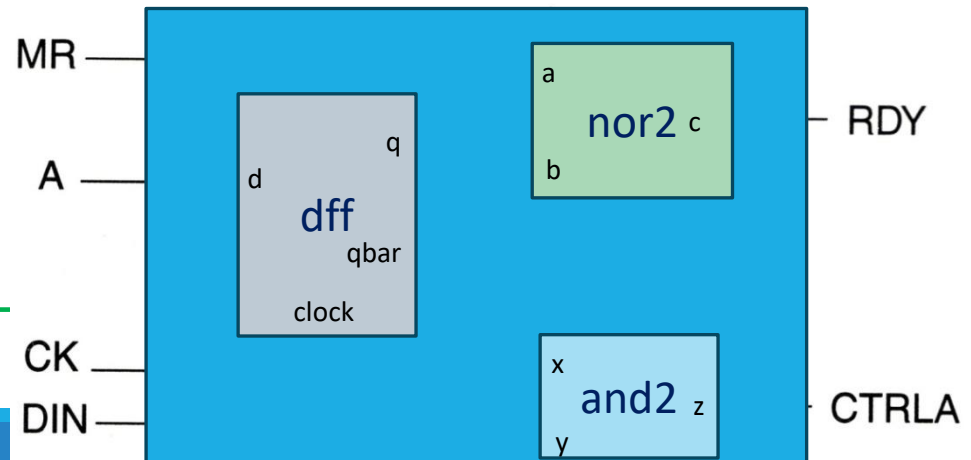 MR
A
CK
DIN
d
q
dff
qbar
clock
a
nor2 c
b
x
and2 z
y
RDY
CTRLA